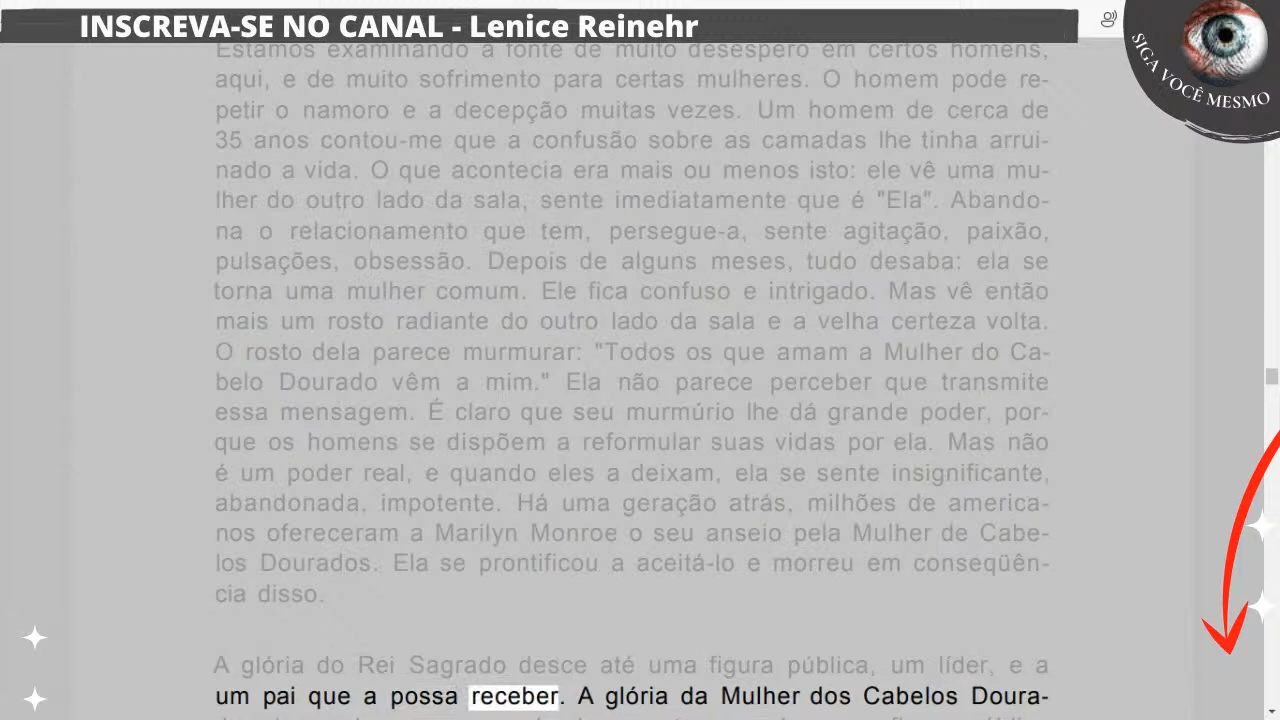 INSCREVA-SE NO CANAL - Lenice Reinehr
SIGA VOCÊ MESMO
Estamos examinando a fonte de muito desespero em certos homens,
aqui, e de muito sofrimento para certas mulheres. O homem pode re-
petir o namoro e a decepção muitas vezes. Um homem de cerca de
35 anos contou-me que a confusão sobre as camadas lhe tinha arrui-
nado a vida. O que acontecia era mais ou menos isto: ele vê uma mu-
lher do outro lado da sala, sente imediatamente que é "Ela". Abando-
na o relacionamento que tem, persegue-a, sente agitação, paixão,
pulsações, obsessão. Depois de alguns meses, tudo desaba: ela se
torna uma mulher comum. Ele fica confuso e intrigado. Mas vê então
mais um rosto radiante do outro lado da sala e a velha certeza volta.
O rosto dela parece murmurar: "Todos os que amam a Mulher do Ca-
belo Dourado vêm a mim." Ela não parece perceber que transmite
essa mensagem. É claro que seu murmúrio lhe dá grande poder, por-
que os homens se dispõem a reformular suas vidas por ela. Mas não
é um poder real, e quando eles a deixam, ela se sente insignificante,
abandonada, impotente. Há uma geração atrás, milhões de america-
nos ofereceram a Marilyn Monroe o seu anseio pela Mulher de Cabe-
los Dourados. Ela se prontificou a aceitá-lo e morreu em conseqüên-
cia disso.
A glória do Rei Sagrado desce até uma figura pública, um líder, e a
um pai que a possa receber. A glória da Mulher dos Cabelos Doura-